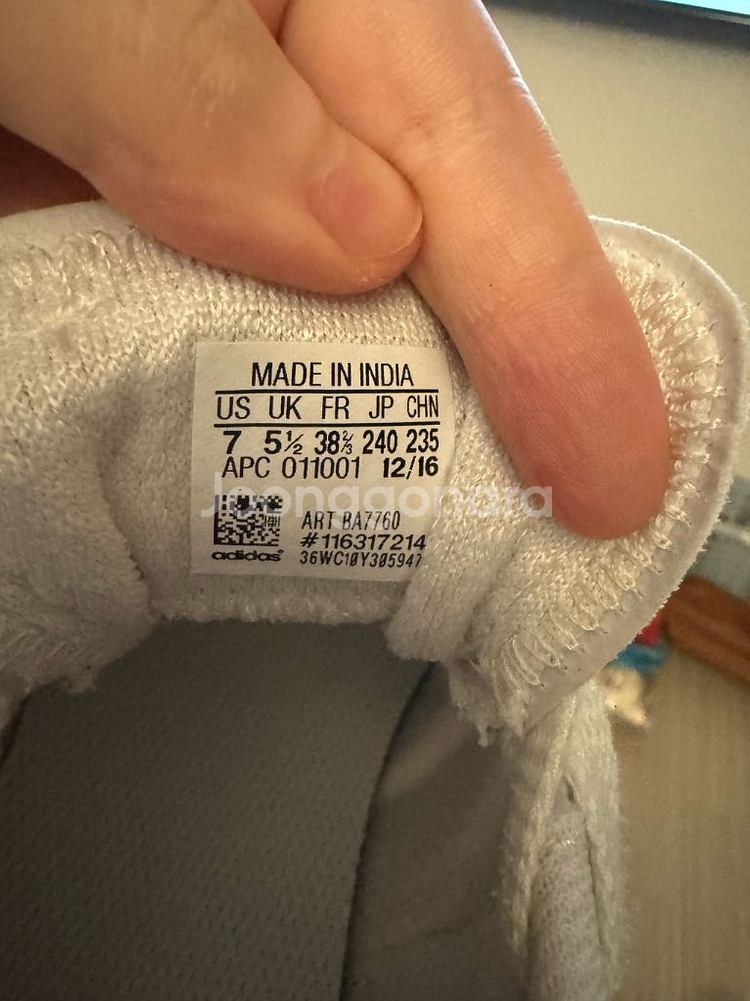 MADE IN INDIA
US UK FR JP CHN
7 5½ 38⅔ 240 235
APC 011001 12/16
Joonggonara
ART BA7760
#116317214
adidas 36WC10Y305947